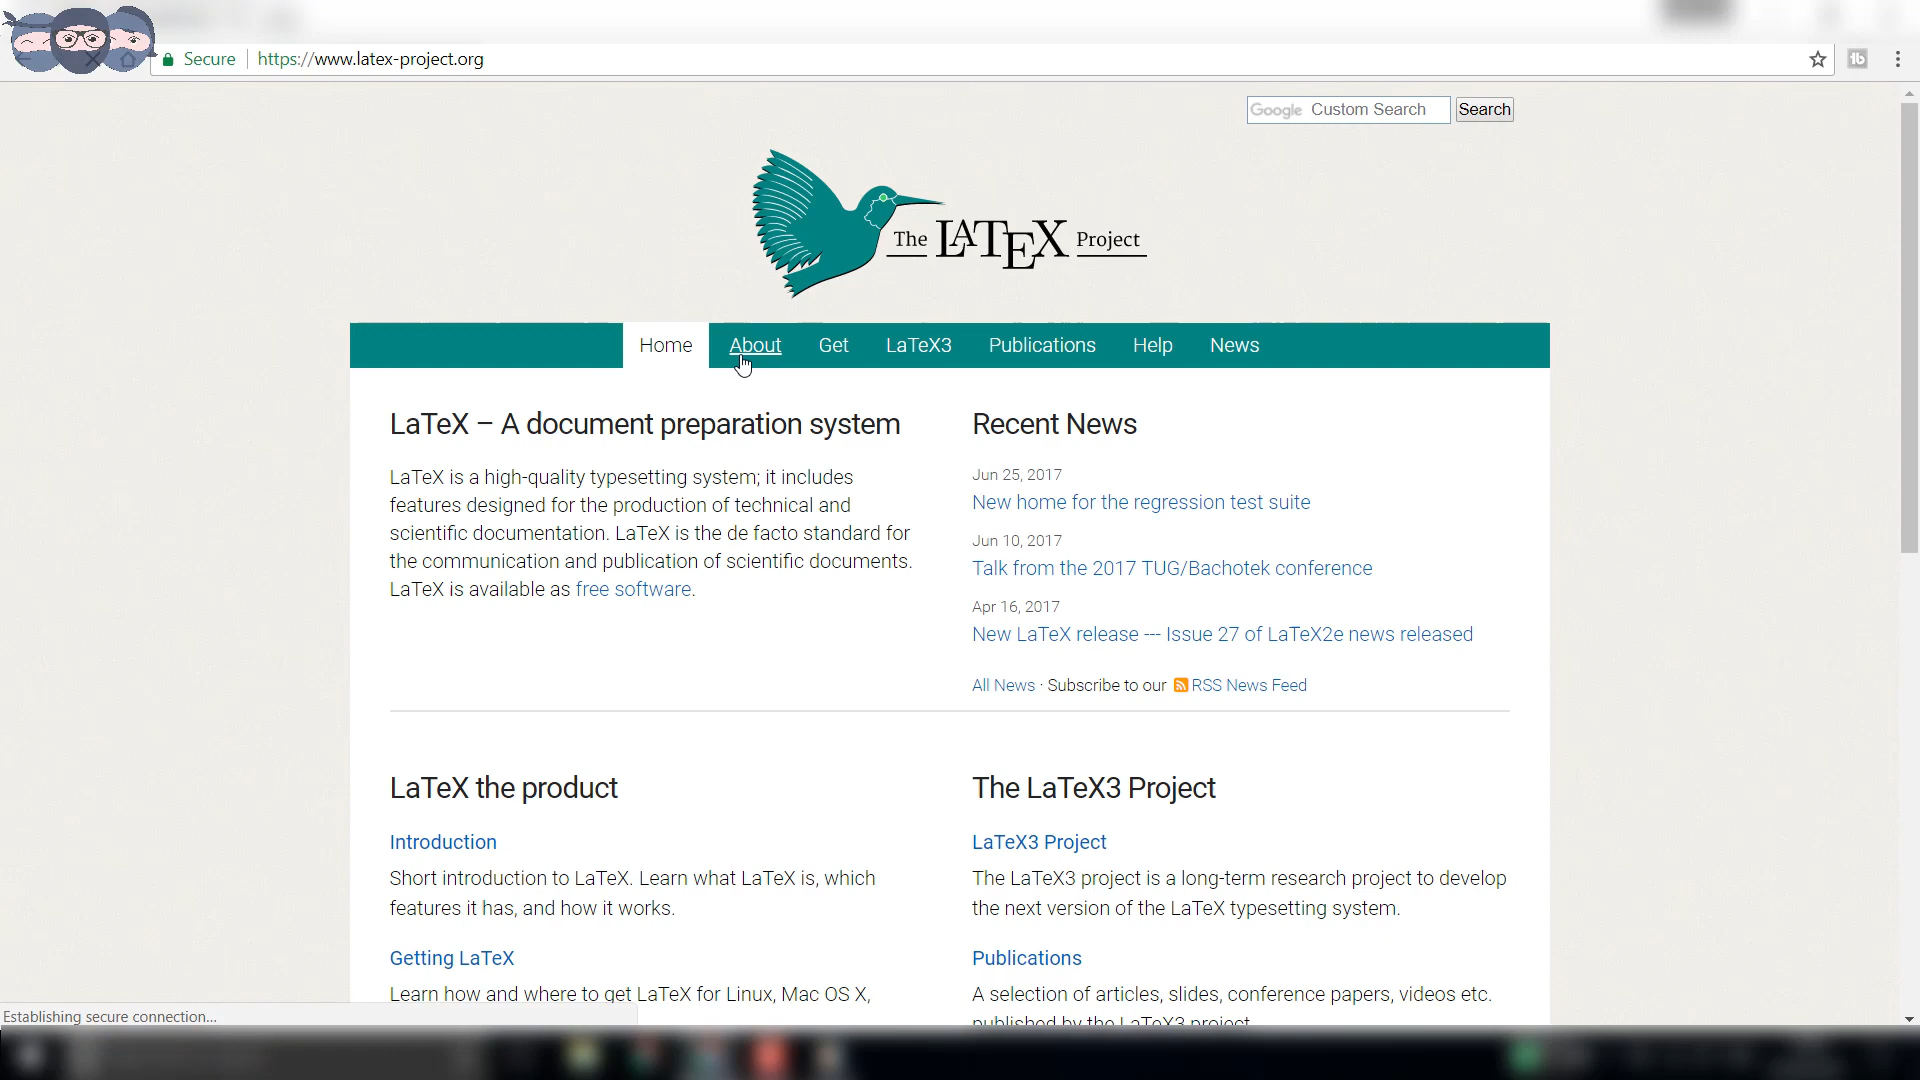 Secure https://www.latex-project.org
Google Custom Search Search
The LATEX Project
Home About Get LaTeX3 Publications Help News
LaTeX – A document preparation system
LaTeX is a high-quality typesetting system; it includes
features designed for the production of technical and
scientific documentation. LaTeX is the de facto standard for
the communication and publication of scientific documents.
LaTeX is available as free software.
Recent News
Jun 25, 2017
New home for the regression test suite
Jun 10, 2017
Talk from the 2017 TUG/Bachotek conference
Apr 16, 2017
New LaTeX release --- Issue 27 of LaTeX2e news released
All News · Subscribe to our RSS News Feed
LaTeX the product
Introduction
Short introduction to LaTeX. Learn what LaTeX is, which
features it has, and how it works.
Getting LaTeX
Learn how and where to get LaTeX for Linux, Mac OS X,
The LaTeX3 Project
LaTeX3 Project
The LaTeX3 project is a long-term research project to develop
the next version of the LaTeX typesetting system.
Publications
A selection of articles, slides, conference papers, videos etc.
published by the LaTeX3 project
Establishing secure connection...